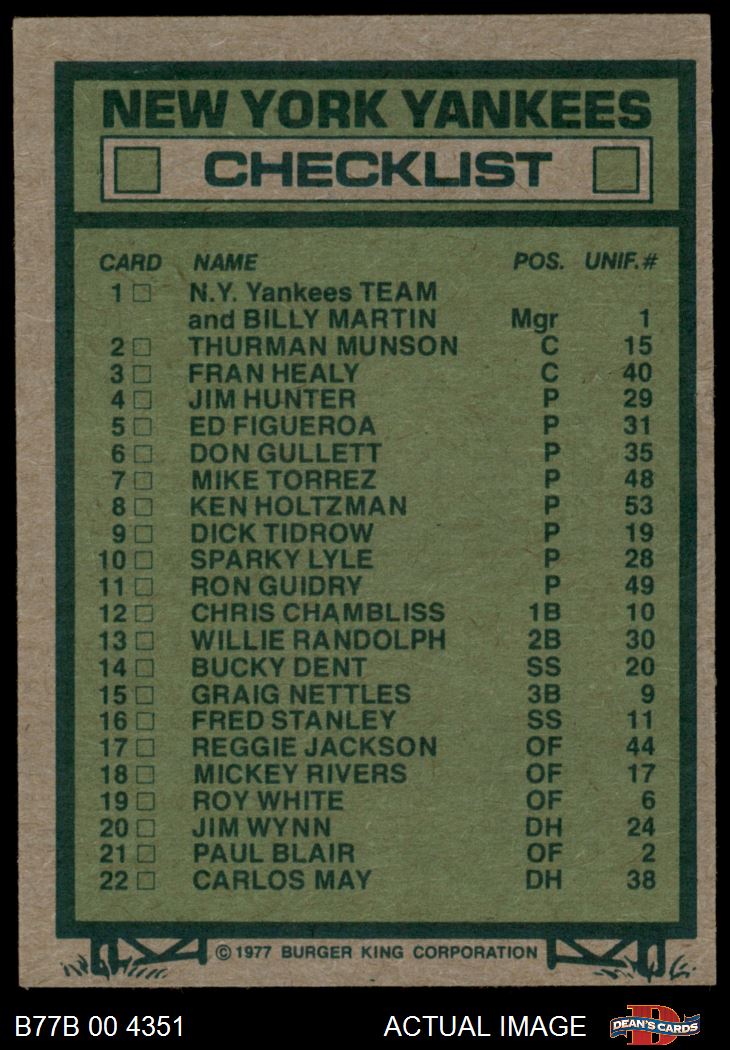 NEW YORK YANKEES
CHECKLIST
CARD NAME POS. UNIF.#
1 N.Y. Yankees TEAM
and BILLY MARTIN Mgr 1
2 THURMAN MUNSON C 15
3 FRAN HEALY C 40
4 JIM HUNTER P 29
5 ED FIGUEROA P 31
6 DON GULLETT P 35
7 MIKE TORREZ P 48
8 KEN HOLTZMAN P 53
9 DICK TIDROW P 19
10 SPARKY LYLE P 28
11 RON GUIDRY P 49
12 CHRIS CHAMBLISS 1B 10
13 WILLIE RANDOLPH 2B 30
14 BUCKY DENT SS 20
15 GRAIG NETTLES 3B 9
16 FRED STANLEY SS 11
17 REGGIE JACKSON OF 44
18 MICKEY RIVERS OF 17
19 ROY WHITE OF 6
20 JIM WYNN DH 24
21 PAUL BLAIR OF 2
22 CARLOS MAY DH 38
© 1977 BURGER KING CORPORATION
B77B 00 4351 ACTUAL IMAGE D DEAN'S CARDS